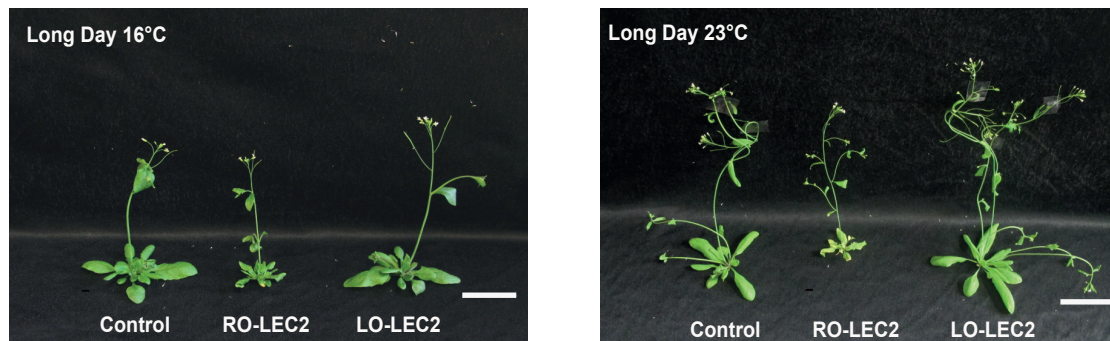 Long Day 16°C
Control RO-LEC2 LO-LEC2
Long Day 23°C
Control RO-LEC2 LO-LEC2